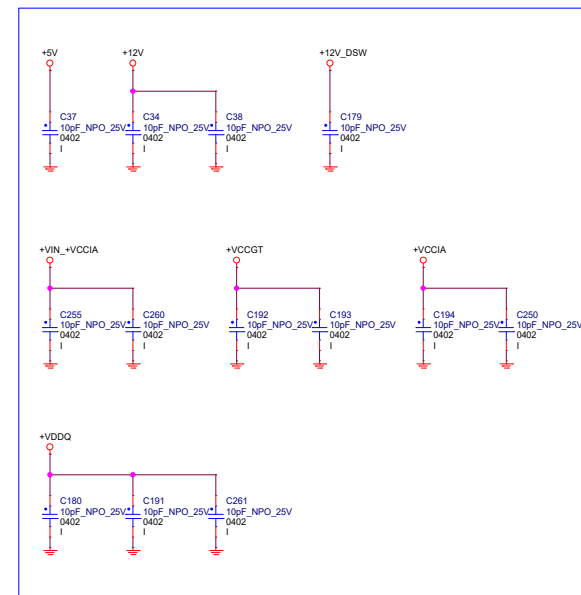 +5V
+12V
+12V_DSW
C37
10pF_NPO_25V
0402
I
C34
10pF_NPO_25V
0402
I
C38
10pF_NPO_25V
0402
I
C179
10pF_NPO_25V
0402
I
+VIN_+VCCIA
+VCCGT
+VCCIA
C255
10pF_NPO_25V
0402
I
C260
10pF_NPO_25V
0402
I
C192
10pF_NPO_25V
0402
I
C193
10pF_NPO_25V
0402
I
C194
10pF_NPO_25V
0402
I
C250
10pF_NPO_25V
0402
I
+VDDQ
C180
10pF_NPO_25V
0402
I
C191
10pF_NPO_25V
0402
I
C261
10pF_NPO_25V
0402
I